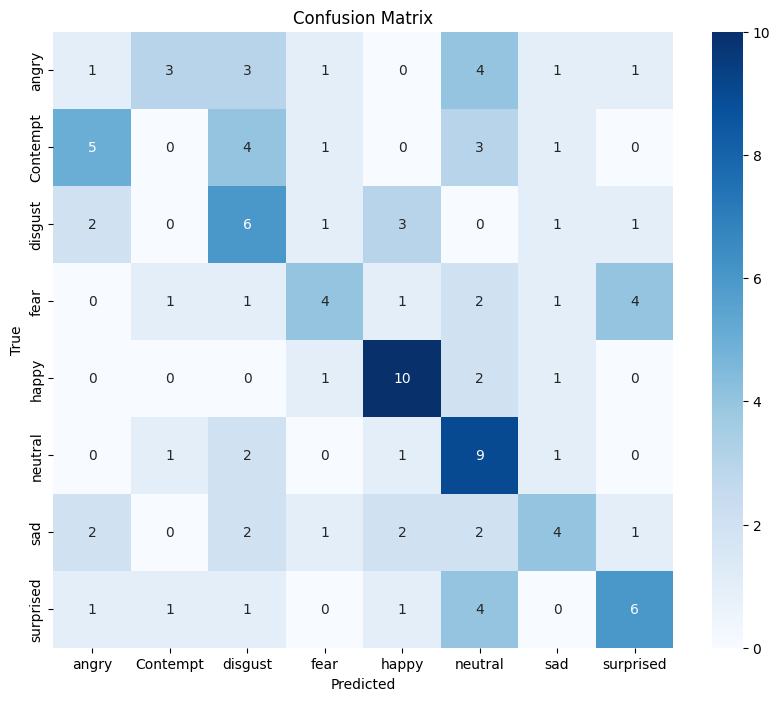 Confusion Matrix
True
angry 1 3 3 1 0 4 1 1
Contempt 5 0 4 1 0 3 1 0
disgust 2 0 6 1 3 0 1 1
fear 0 1 1 4 1 2 1 4
happy 0 0 0 1 10 2 1 0
neutral 0 1 2 0 1 9 1 0
sad 2 0 2 1 2 2 4 1
surprised 1 1 1 0 1 4 0 6
angry Contempt disgust fear happy neutral sad surprised
Predicted
10
8
6
4
2
0